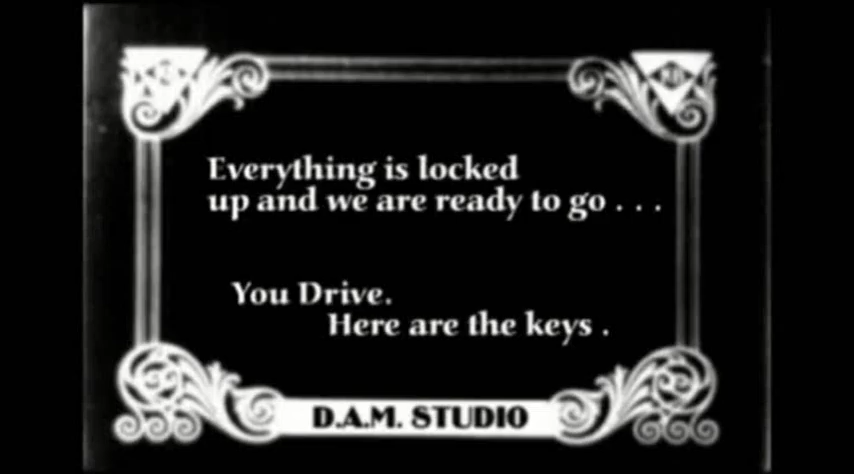 Everything is locked
up and we are ready to go . . .
You Drive.
Here are the keys .
D.A.M. STUDIO